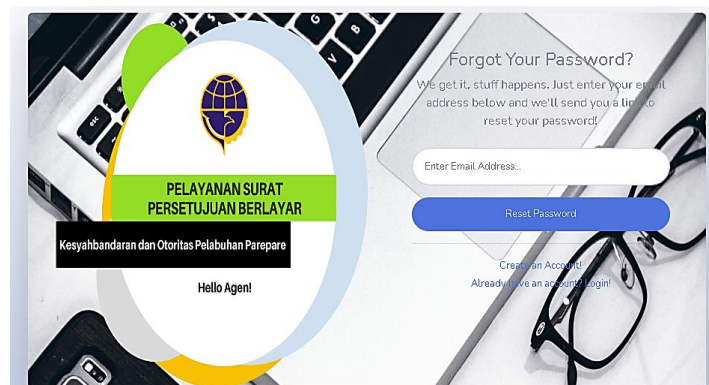 PELAYANAN SURAT
PERSETUJUAN BERLAYAR
Kesyahbandaran dan Otoritas Pelabuhan Parepare
Hello Agen!
Forgot Your Password?
We get it, stuff happens. Just enter your email
address below and we'll send you a link to
reset your password!
Enter Email Address...
Reset Password
Create an Account!
Already have an account? Login!
esc